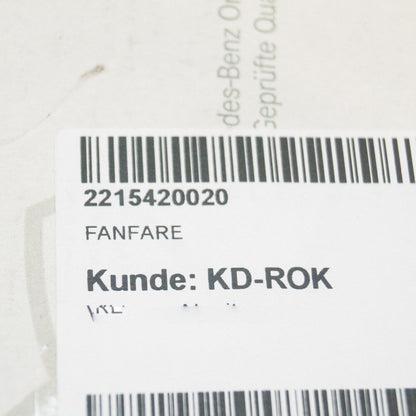 des-Benz Or
Geprüfte Qua
2215420020
FANFARE
Kunde: KD-ROK